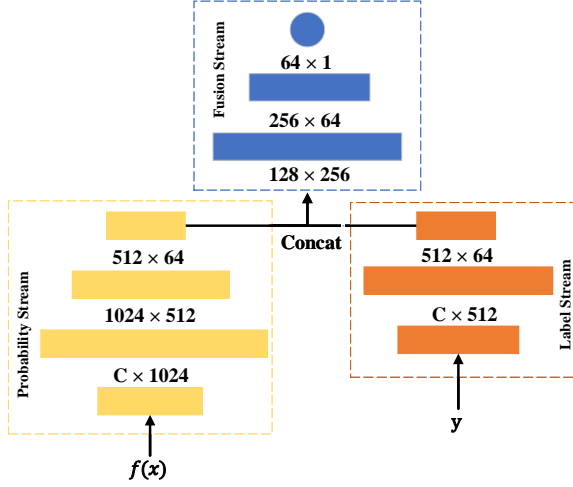 Fusion Stream
64 × 1
256 × 64
128 × 256
Concat
Probability Stream
512 × 64
1024 × 512
C × 1024
f(x)
512 × 64
C × 512
Label Stream
y